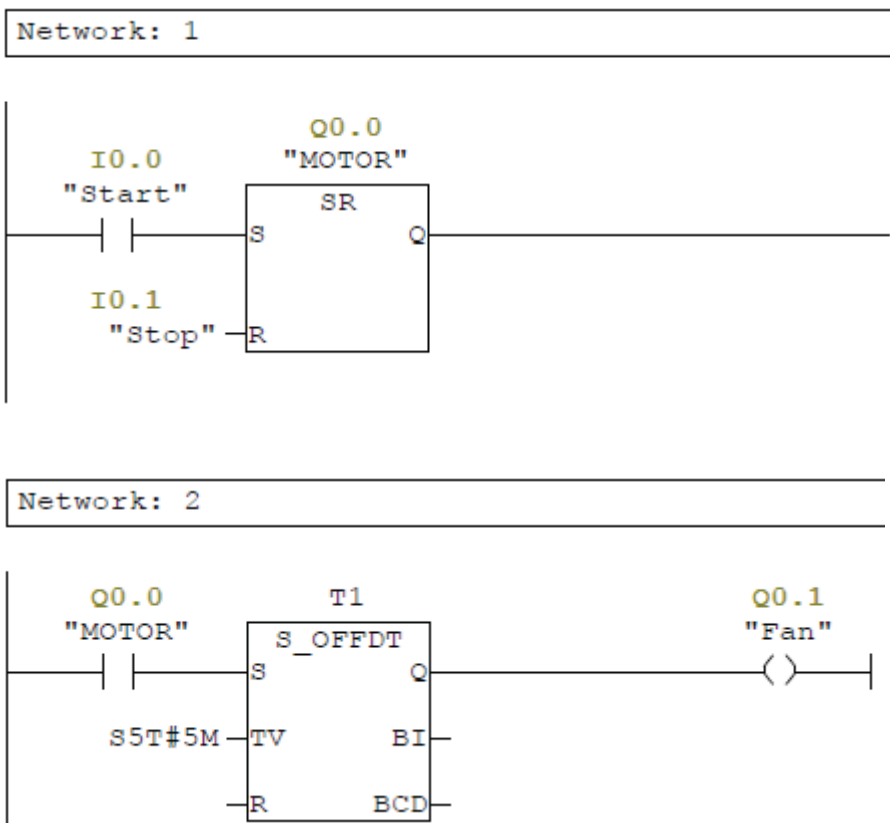 Network: 1
Q0.0
I0.0 "MOTOR"
"Start" SR
S Q
I0.1
"Stop" R
Network: 2
Q0.0 T1 Q0.1
"MOTOR" S_OFFDT "Fan"
S Q
S5T#5M TV BI
R BCD